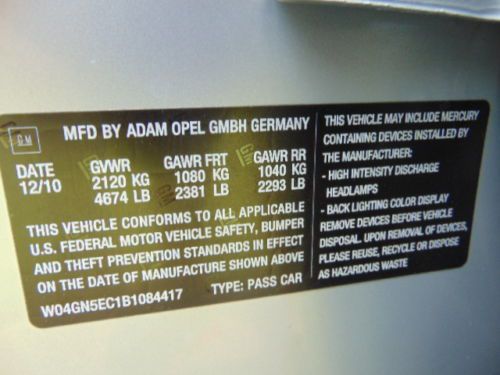 GM
MFD BY ADAM OPEL GMBH GERMANY
DATE GVWR GAWR FRT GAWR RR
12/10 2120 KG 1080 KG 1040 KG
4674 LB 2381 LB 2293 LB
THIS VEHICLE CONFORMS TO ALL APPLICABLE
U.S. FEDERAL MOTOR VEHICLE SAFETY, BUMPER
AND THEFT PREVENTION STANDARDS IN EFFECT
ON THE DATE OF MANUFACTURE SHOWN ABOVE
W04GN5EC1B1084417 TYPE: PASS CAR
THIS VEHICLE MAY INCLUDE MERCURY
CONTAINING DEVICES INSTALLED BY
THE MANUFACTURER:
- HIGH INTENSITY DISCHARGE
HEADLAMPS
- BACK LIGHTING COLOR DISPLAY
REMOVE DEVICES BEFORE VEHICLE
DISPOSAL. UPON REMOVAL OF DEVICES,
PLEASE REUSE, RECYCLE OR DISPOSE
AS HAZARDOUS WASTE